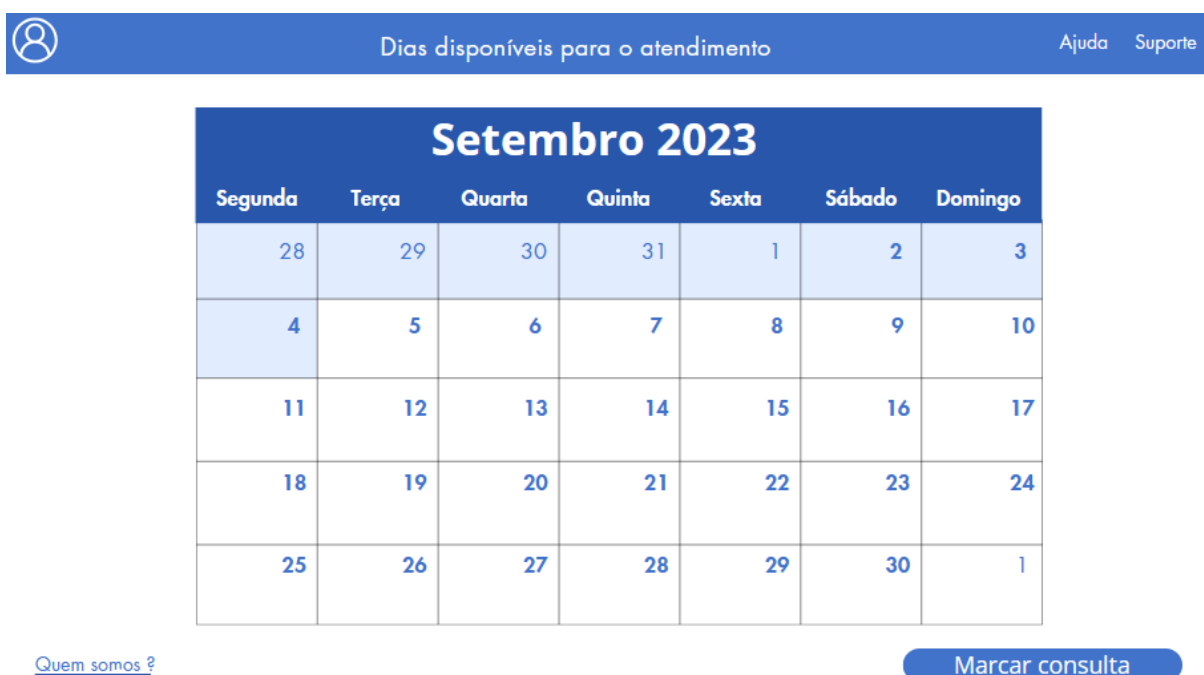 Dias disponíveis para o atendimento
Ajuda Suporte
Setembro 2023
Segunda Terça Quarta Quinta Sexta Sábado Domingo
28 29 30 31 1 2 3
4 5 6 7 8 9 10
11 12 13 14 15 16 17
18 19 20 21 22 23 24
25 26 27 28 29 30 1
Quem somos ?
Marcar consulta